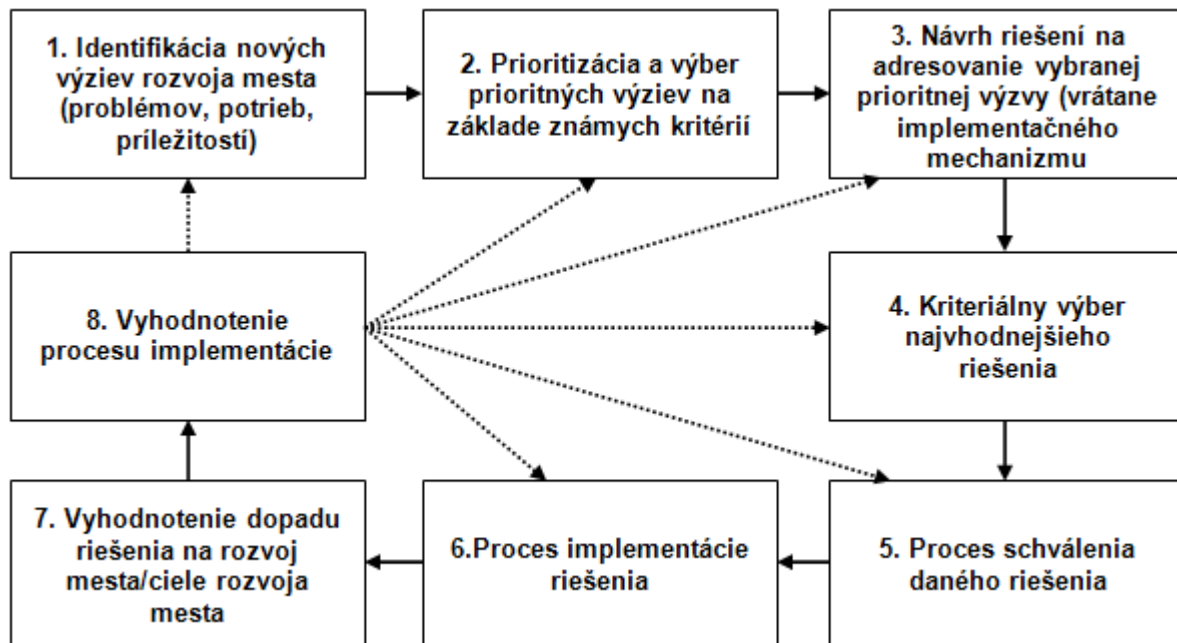 1. Identifikácia nových
výziev rozvoja mesta
(problémov, potrieb,
príležitostí)
2. Prioritizácia a výber
prioritných výziev na
základe známych kritérií
3. Návrh riešení na
adresovanie vybranej
prioritnej výzvy (vrátane
implementačného
mechanizmu
4. Kriteriálny výber
najvhodnejšieho
riešenia
5. Proces schválenia
daného riešenia
6.Proces implementácie
riešenia
7. Vyhodnotenie dopadu
riešenia na rozvoj
mesta/ciele rozvoja
mesta
8. Vyhodnotenie
procesu implementácie